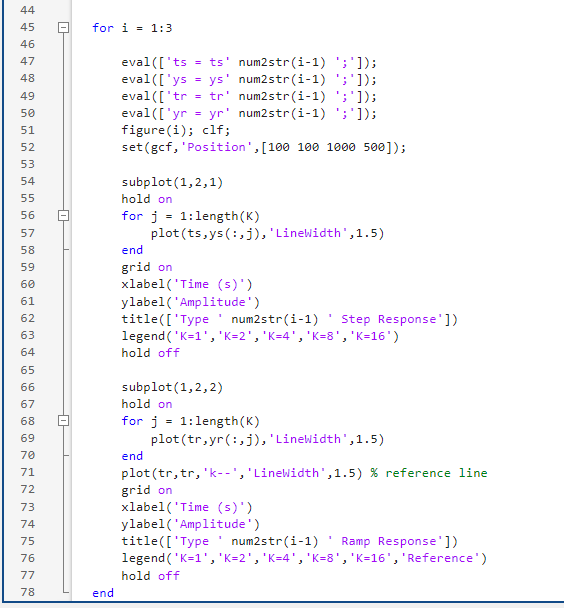 44
45 for i = 1:3
46
47 eval(['ts = ts' num2str(i-1) ';']);
48 eval(['ys = ys' num2str(i-1) ';']);
49 eval(['tr = tr' num2str(i-1) ';']);
50 eval(['yr = yr' num2str(i-1) ';']);
51 figure(i); clf;
52 set(gcf,'Position',[100 100 1000 500]);
53
54 subplot(1,2,1)
55 hold on
56 for j = 1:length(K)
57 plot(ts,ys(:,j),'LineWidth',1.5)
58 end
59 grid on
60 xlabel('Time (s)')
61 ylabel('Amplitude')
62 title(['Type ' num2str(i-1) ' Step Response'])
63 legend('K=1','K=2','K=4','K=8','K=16')
64 hold off
65
66 subplot(1,2,2)
67 hold on
68 for j = 1:length(K)
69 plot(tr,yr(:,j),'LineWidth',1.5)
70 end
71 plot(tr,tr,'k--','LineWidth',1.5) % reference line
72 grid on
73 xlabel('Time (s)')
74 ylabel('Amplitude')
75 title(['Type ' num2str(i-1) ' Ramp Response'])
76 legend('K=1','K=2','K=4','K=8','K=16','Reference')
77 hold off
78 end